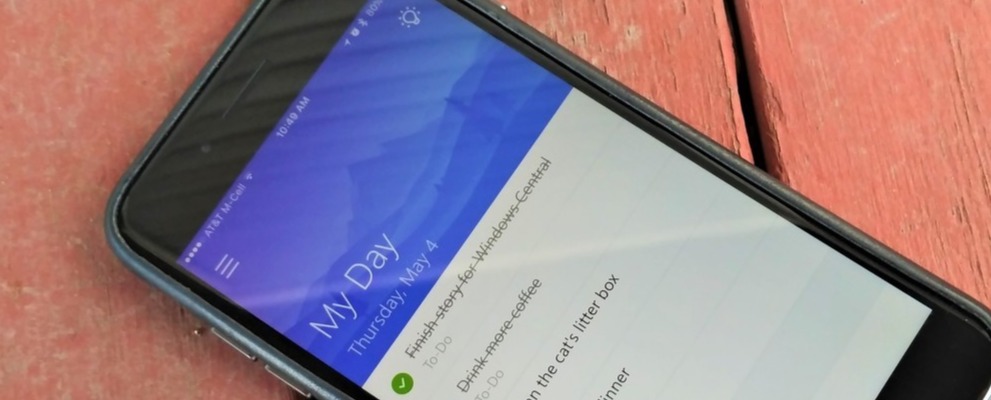 AT&T M-Cell
10:49 AM
My Day
Thursday, May 4
Finish story for Windows Central
To-Do
Drink more coffee
To-Do
the cat's litter box